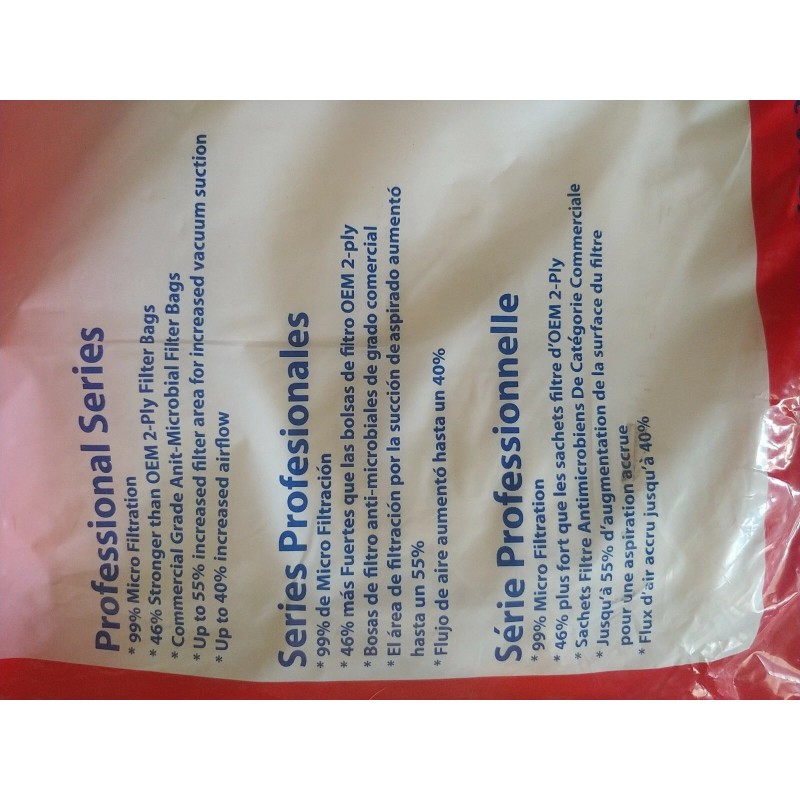 Professional Series
* 99% Micro Filtration
* 46% Stronger than OEM 2-Ply Filter Bags
* Commercial Grade Anit-Microbial Filter Bags
* Up to 55% increased filter area for increased vacuum suction
* Up to 40% increased airflow
Series Profesionales
* 99% de Micro Filtración
* 46% más Fuertes que las bolsas de filtro OEM 2-ply
* Bosas de filtro anti-microbiales de grado comercial
* El área de filtración por la succión de aspirado aumentó
hasta un 55%
* Flujo de aire aumentó hasta un 40%
Série Professionnelle
* 99% Micro Filtration
* 46% plus fort que les sachets filtre d'OEM 2-Ply
* Sachets Filtre Antimicrobiens De Catégorie Commerciale
* Jusqu'à 55% d'augmentation de la surface du filtre
pour une aspiration accrue
* Flux d'air accru jusqu'à 40%